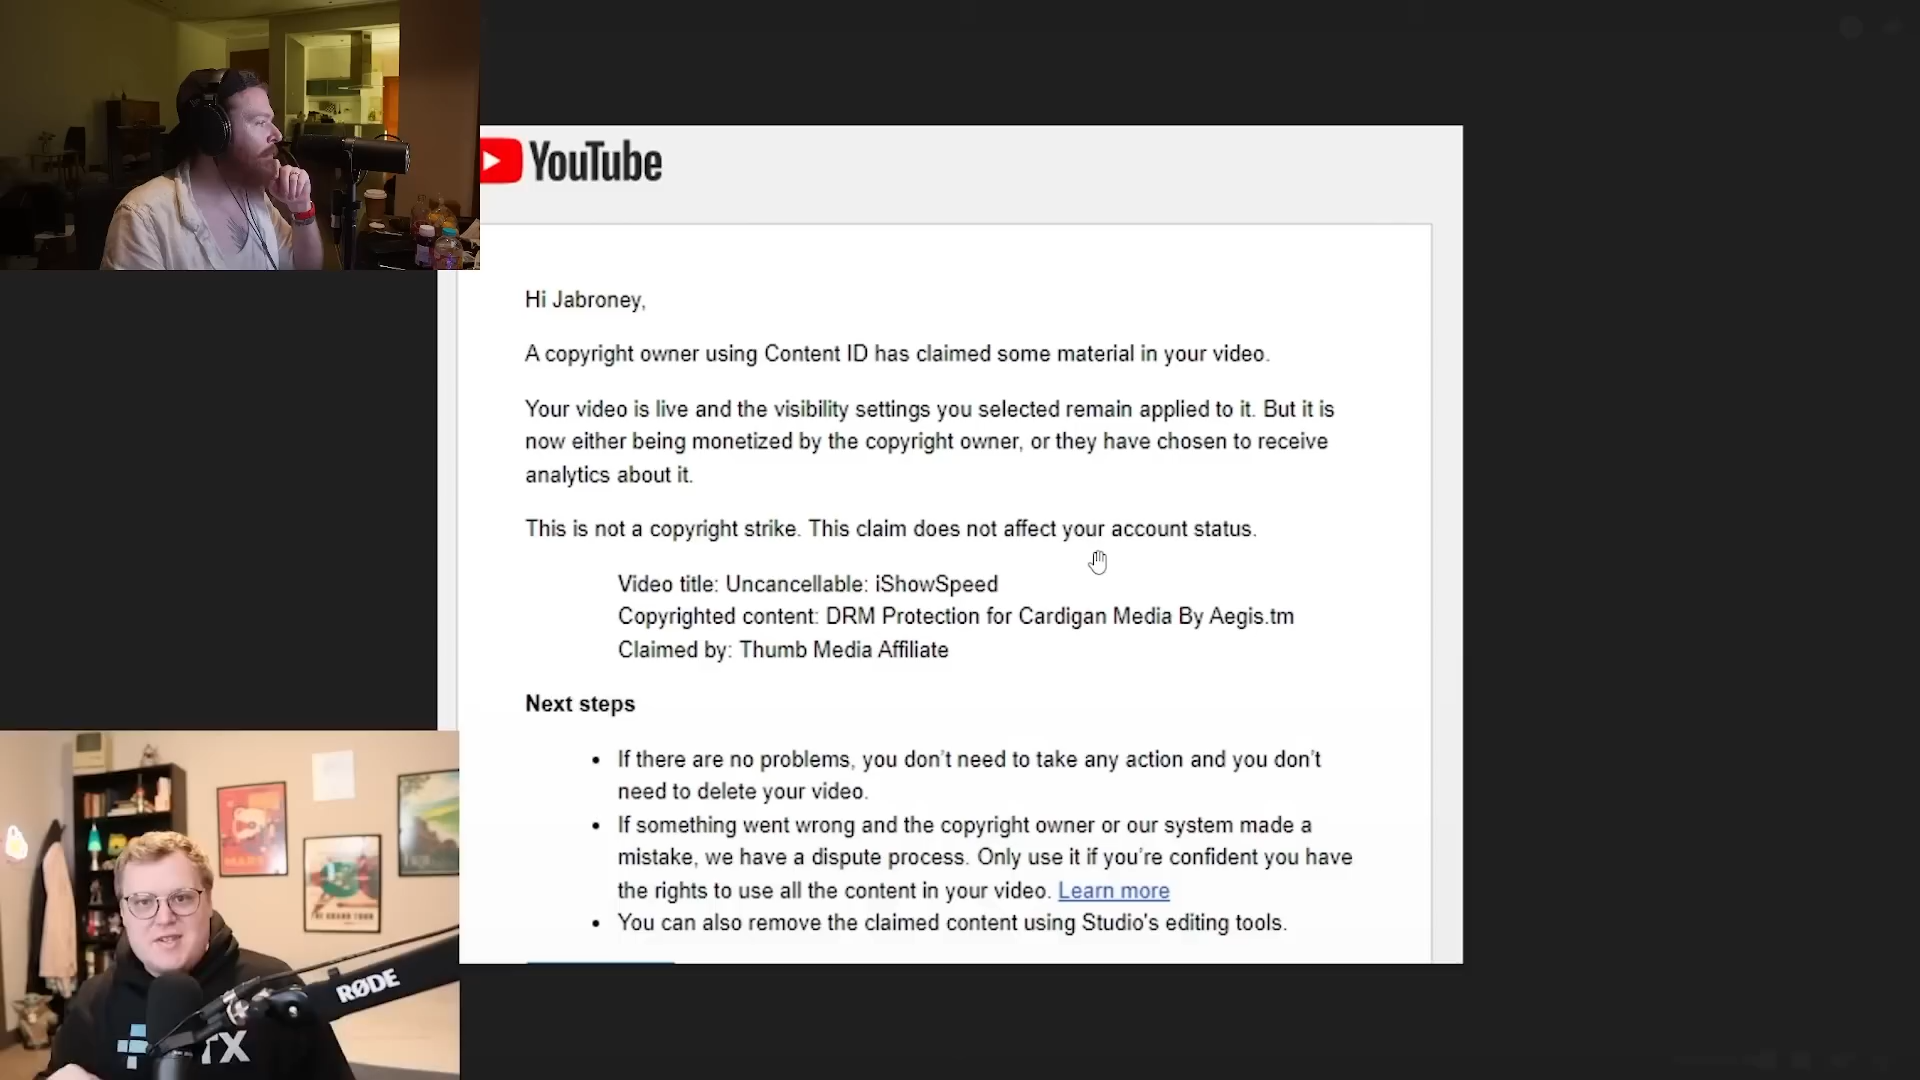 YouTube
Hi Jabroney,
A copyright owner using Content ID has claimed some material in your video.
Your video is live and the visibility settings you selected remain applied to it. But it is
now either being monetized by the copyright owner, or they have chosen to receive
analytics about it.
This is not a copyright strike. This claim does not affect your account status.
Video title: Uncancellable: iShowSpeed
Copyrighted content: DRM Protection for Cardigan Media By Aegis.tm
Claimed by: Thumb Media Affiliate
Next steps
• If there are no problems, you don't need to take any action and you don't
need to delete your video.
• If something went wrong and the copyright owner or our system made a
mistake, we have a dispute process. Only use it if you're confident you have
the rights to use all the content in your video. Learn more
• You can also remove the claimed content using Studio's editing tools.
MARS
THE GRAND TOUR
RØDE
TX